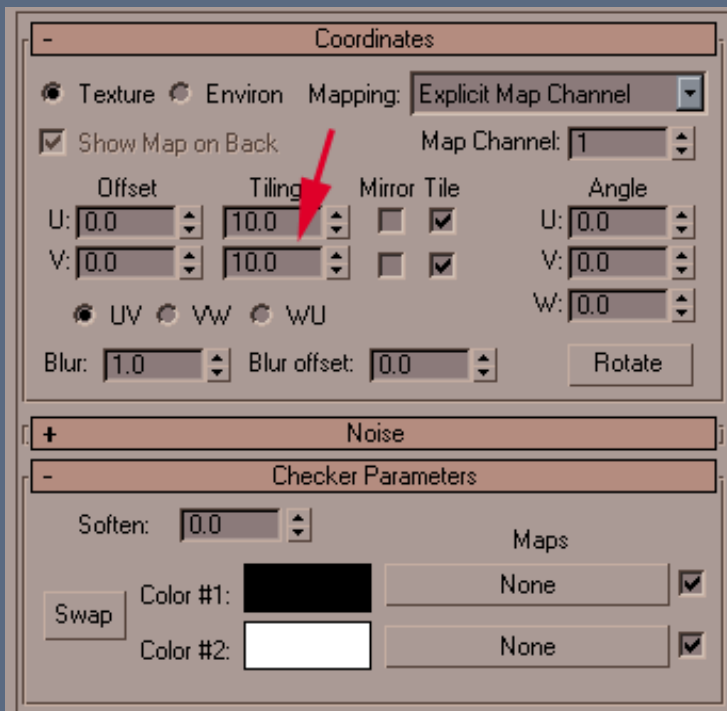 - Coordinates
Texture Environ Mapping: Explicit Map Channel
Show Map on Back Map Channel: 1
Offset Tiling Mirror Tile Angle
U: 0.0 10.0 U: 0.0
V: 0.0 10.0 V: 0.0
UV VW WU W: 0.0
Blur: 1.0 Blur offset: 0.0 Rotate
+ Noise
- Checker Parameters
Soften: 0.0
Maps
Color #1: None
Swap
Color #2: None